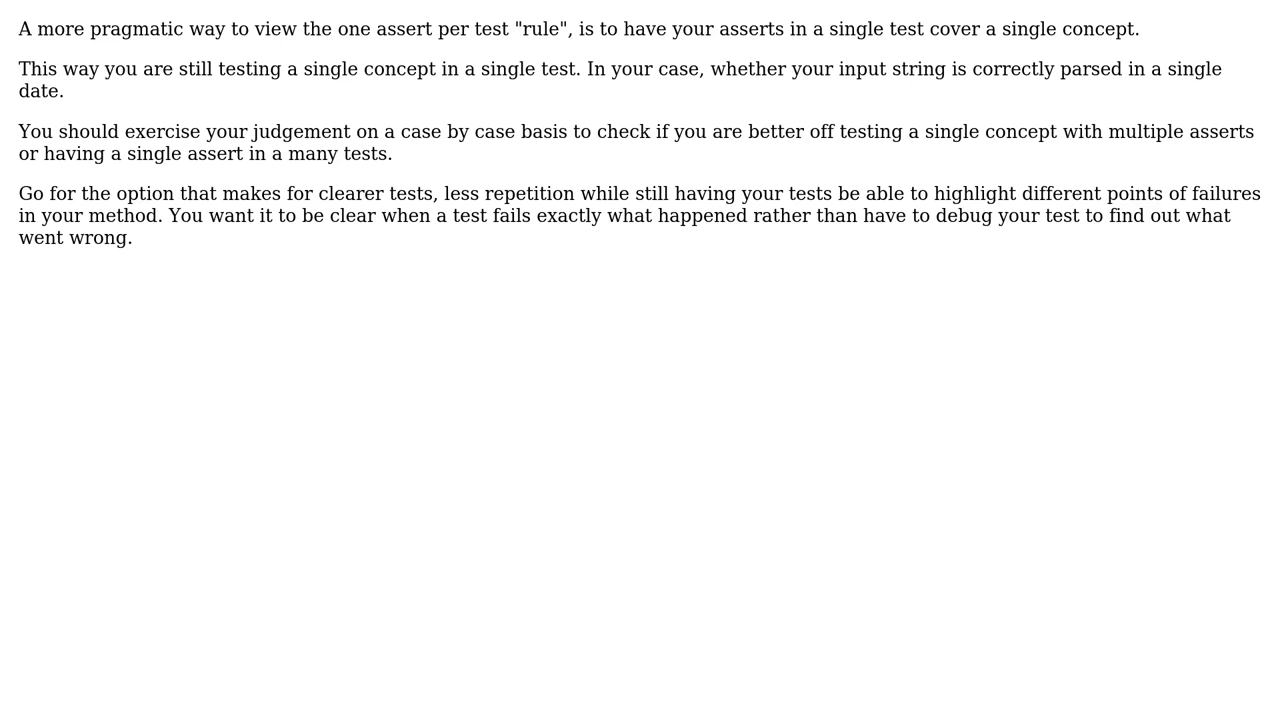 A more pragmatic way to view the one assert per test "rule", is to have your asserts in a single test cover a single concept.
This way you are still testing a single concept in a single test. In your case, whether your input string is correctly parsed in a single
date.
You should exercise your judgement on a case by case basis to check if you are better off testing a single concept with multiple asserts
or having a single assert in a many tests.
Go for the option that makes for clearer tests, less repetition while still having your tests be able to highlight different points of failures
in your method. You want it to be clear when a test fails exactly what happened rather than have to debug your test to find out what
went wrong.